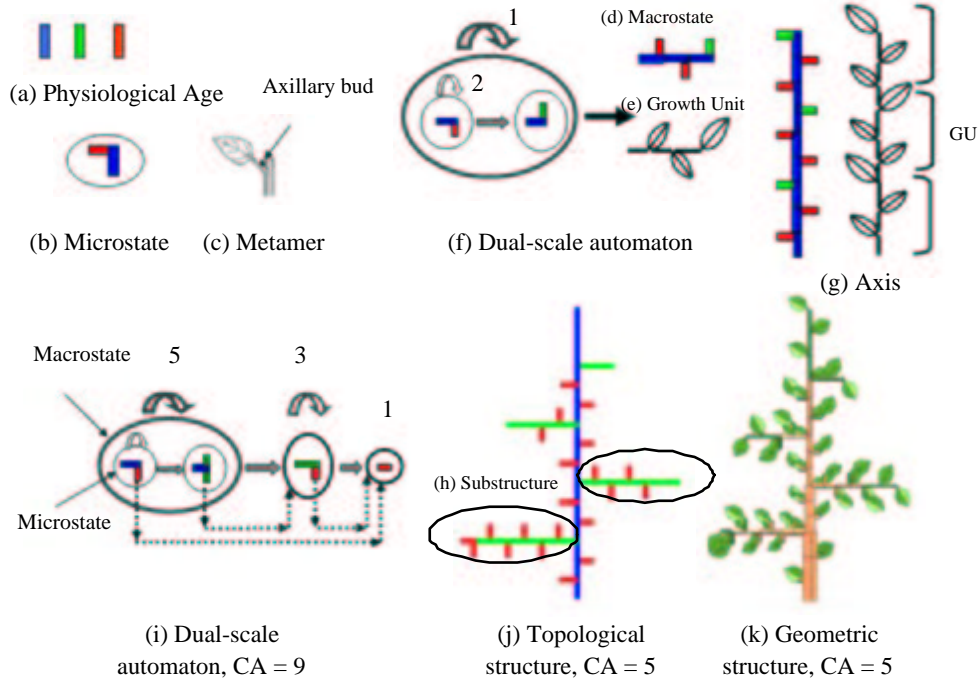 1
(d) Macrostate
(a) Physiological Age
Axillary bud
2
(e) Growth Unit
GU
(b) Microstate
(c) Metamer
(f) Dual-scale automaton
(g) Axis
Macrostate
5
3
1
Microstate
(h) Substructure
(i) Dual-scale
automaton, CA = 9
(j) Topological
structure, CA = 5
(k) Geometric
structure, CA = 5